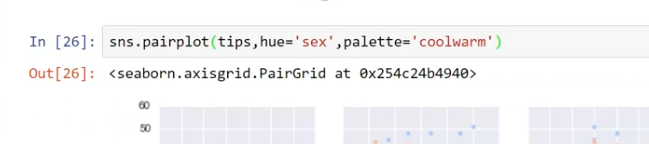 In [26]: sns.pairplot(tips,hue='sex',palette='coolwarm')
Out[26]: <seaborn.axisgrid.PairGrid at 0x254c24b4940>
60
50